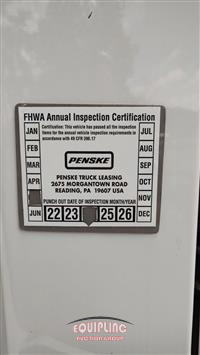 FHWA Annual Inspection Certification
JAN Certification: This vehicle has passed all the inspection JUL
items for the annual vehicle inspection requirements in
FEB accordance with 49 CFR 396.17 AUG
MAR PENSKE SEP
APR PENSKE TRUCK LEASING OCT
2675 MORGANTOWN ROAD
READING, PA 19607 USA NOV
PUNCH OUT DATE OF INSPECTION MONTH/YEAR
JUN 22 23 25 26 DEC
EQUIPLINQ
AUCTION GROUP